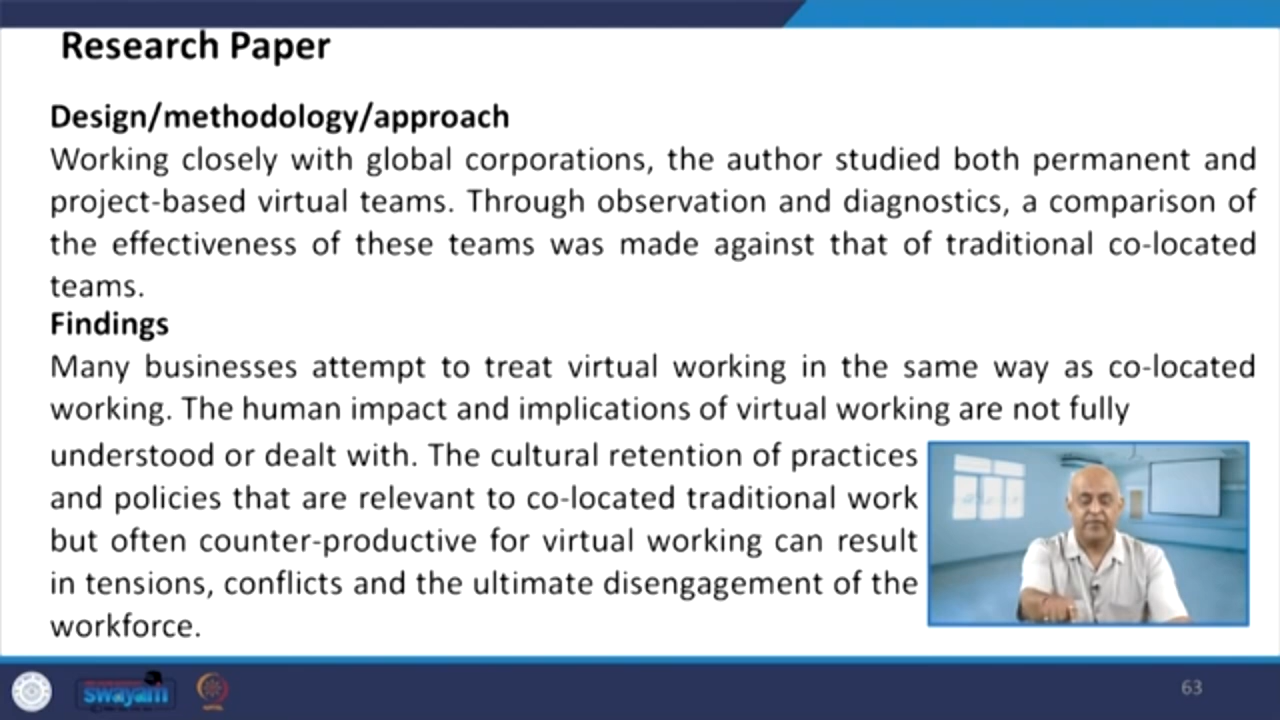 Research Paper
Design/methodology/approach
Working closely with global corporations, the author studied both permanent and
project-based virtual teams. Through observation and diagnostics, a comparison of
the effectiveness of these teams was made against that of traditional co-located
teams.
Findings
Many businesses attempt to treat virtual working in the same way as co-located
working. The human impact and implications of virtual working are not fully
understood or dealt with. The cultural retention of practices
and policies that are relevant to co-located traditional work
but often counter-productive for virtual working can result
in tensions, conflicts and the ultimate disengagement of the
workforce.
swayam
63